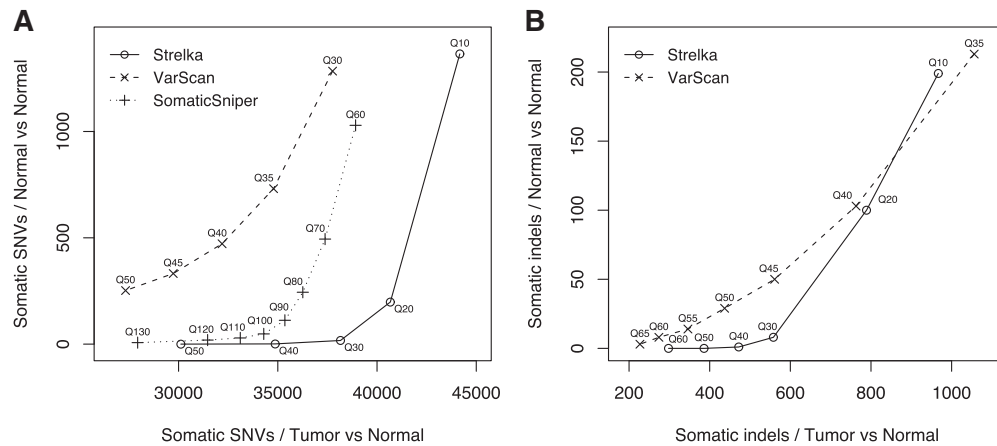 A
Strelka
VarScan
SomaticSniper
Q10
Q30
Q60
Q35
Q40
Q70
Q45
Q50
Q80
Q90
Q100
Q110
Q120
Q130
Q20
Q30
Q40
Q50
Somatic SNVs / Normal vs Normal
0
500
1000
30000
35000
40000
45000
Somatic SNVs / Tumor vs Normal
B
Strelka
VarScan
Q35
Q10
Q40
Q20
Q45
Q50
Q55
Q60
Q65
Q30
Q40
Q50
Q60
Somatic indels / Normal vs Normal
0
50
100
150
200
200
400
600
800
1000
Somatic indels / Tumor vs Normal